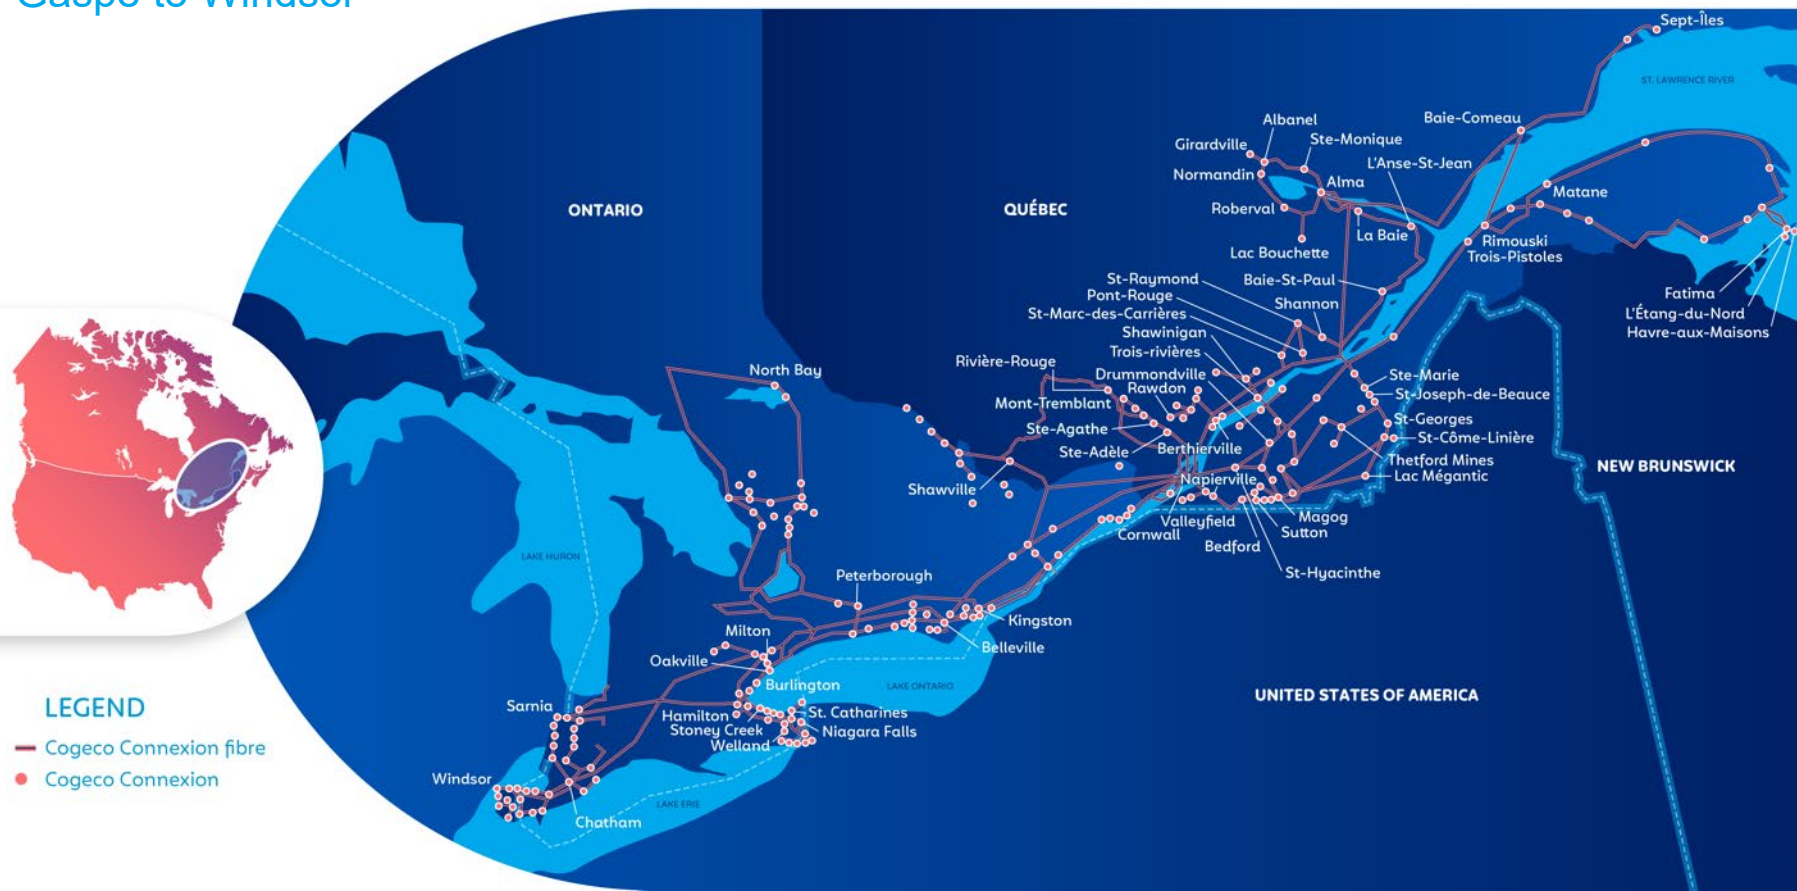 Gaspé to Windsor
Sept-Îles
ST. LAWRENCE RIVER
Baie-Comeau
Albanel
Girardville
Ste-Monique
L'Anse-St-Jean
Normandin
Alma
Matane
ONTARIO
QUÉBEC
Roberval
La Baie
Rimouski
Trois-Pistoles
Lac Bouchette
St-Raymond
Baie-St-Paul
Pont-Rouge
Shannon
Fatima
St-Marc-des-Carrières
L'Étang-du-Nord
Shawinigan
Havre-aux-Maisons
Trois-rivières
Rivière-Rouge
North Bay
Drummondville
Ste-Marie
Rawdon
St-Joseph-de-Beauce
Mont-Tremblant
St-Georges
Ste-Agathe
St-Côme-Linière
Ste-Adèle
Berthierville
Thetford Mines
NEW BRUNSWICK
Lac Mégantic
Shawville
Napierville
Magog
Valleyfield
Sutton
Cornwall
Bedford
LAKE HURON
St-Hyacinthe
Peterborough
Kingston
Milton
Belleville
Oakville
Burlington
LAKE ONTARIO
UNITED STATES OF AMERICA
Sarnia
Hamilton
St. Catharines
Stoney Creek
Niagara Falls
Welland
LEGEND
Cogeco Connexion fibre
Cogeco Connexion
Windsor
LAKE ERIE
Chatham